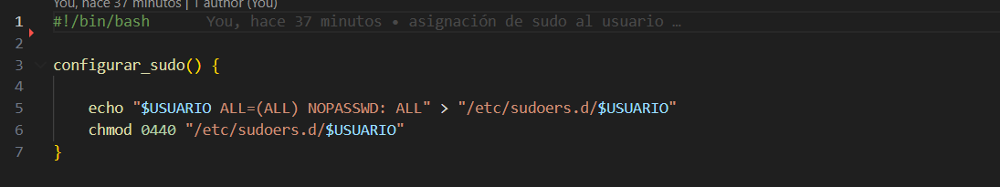 You, hace 37 minutos | 1 author (You)
1 #!/bin/bash You, hace 37 minutos • asignación de sudo al usuario …
2
3 configurar_sudo() {
4
5 echo "$USUARIO ALL=(ALL) NOPASSWD: ALL" > "/etc/sudoers.d/$USUARIO"
6 chmod 0440 "/etc/sudoers.d/$USUARIO"
7 }